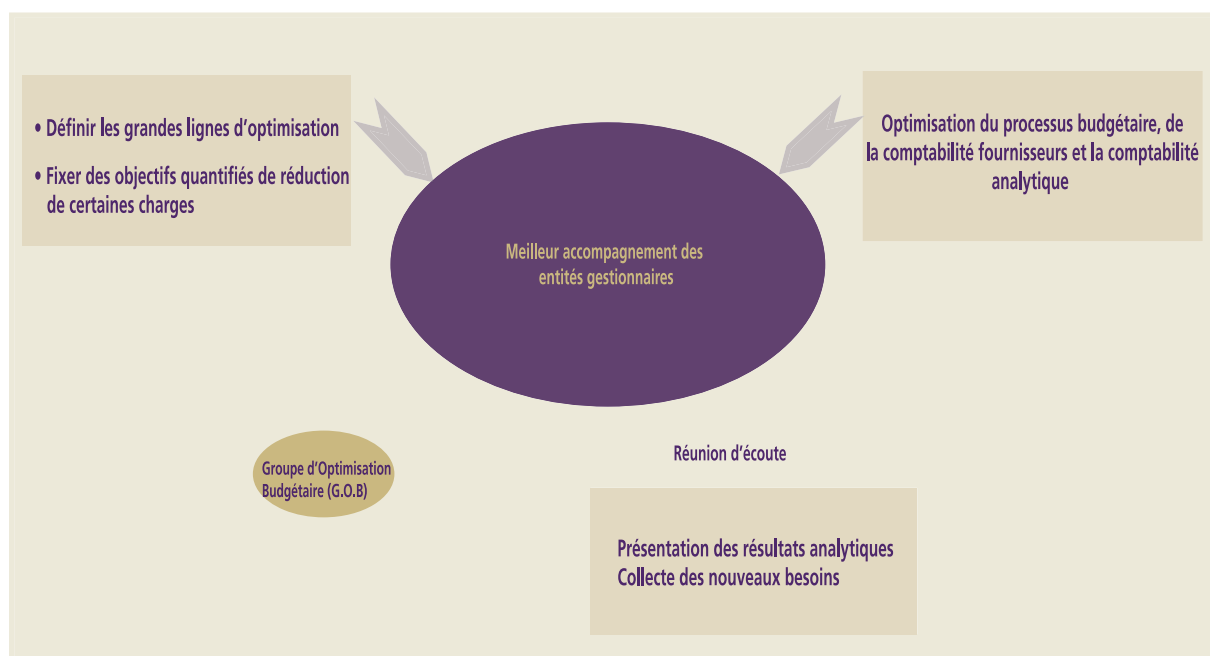 • Définir les grandes lignes d’optimisation
• Fixer des objectifs quantifiés de réduction
de certaines charges
Optimisation du processus budgétaire, de
la comptabilité fournisseurs et la comptabilité
analytique
Meilleur accompagnement des
entités gestionnaires
Groupe d’Optimisation
Budgétaire (G.O.B)
Réunion d’écoute
Présentation des résultats analytiques
Collecte des nouveaux besoins